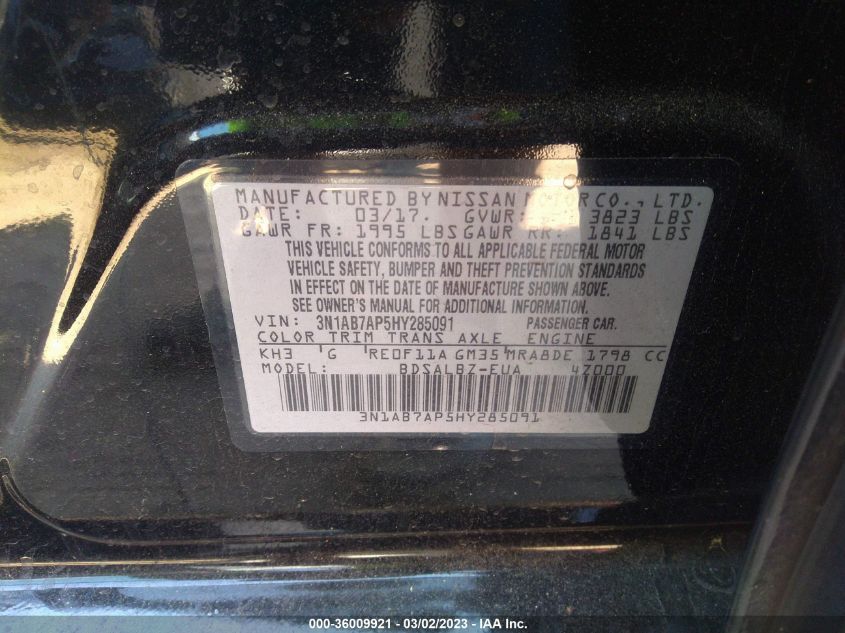 MANUFACTURED BY NISSAN MOTOR CO., LTD.
DATE: 03/17. GVWR: 3823 LBS
GAWR FR: 1995 LBS GAWR RR: 1841 LBS
THIS VEHICLE CONFORMS TO ALL APPLICABLE FEDERAL MOTOR
VEHICLE SAFETY, BUMPER AND THEFT PREVENTION STANDARDS
IN EFFECT ON THE DATE OF MANUFACTURE SHOWN ABOVE.
SEE OWNER'S MANUAL FOR ADDITIONAL INFORMATION.
VIN: 3N1AB7AP5HY285091 PASSENGER CAR.
COLOR TRIM TRANS AXLE ENGINE
KH3 G RE0F11A GM35 MRA8DE 1798 CC
MODEL: BDSALBZ-EUA 4Z000
3N1AB7AP5HY285091
000-36009921 - 03/02/2023 - IAA Inc.